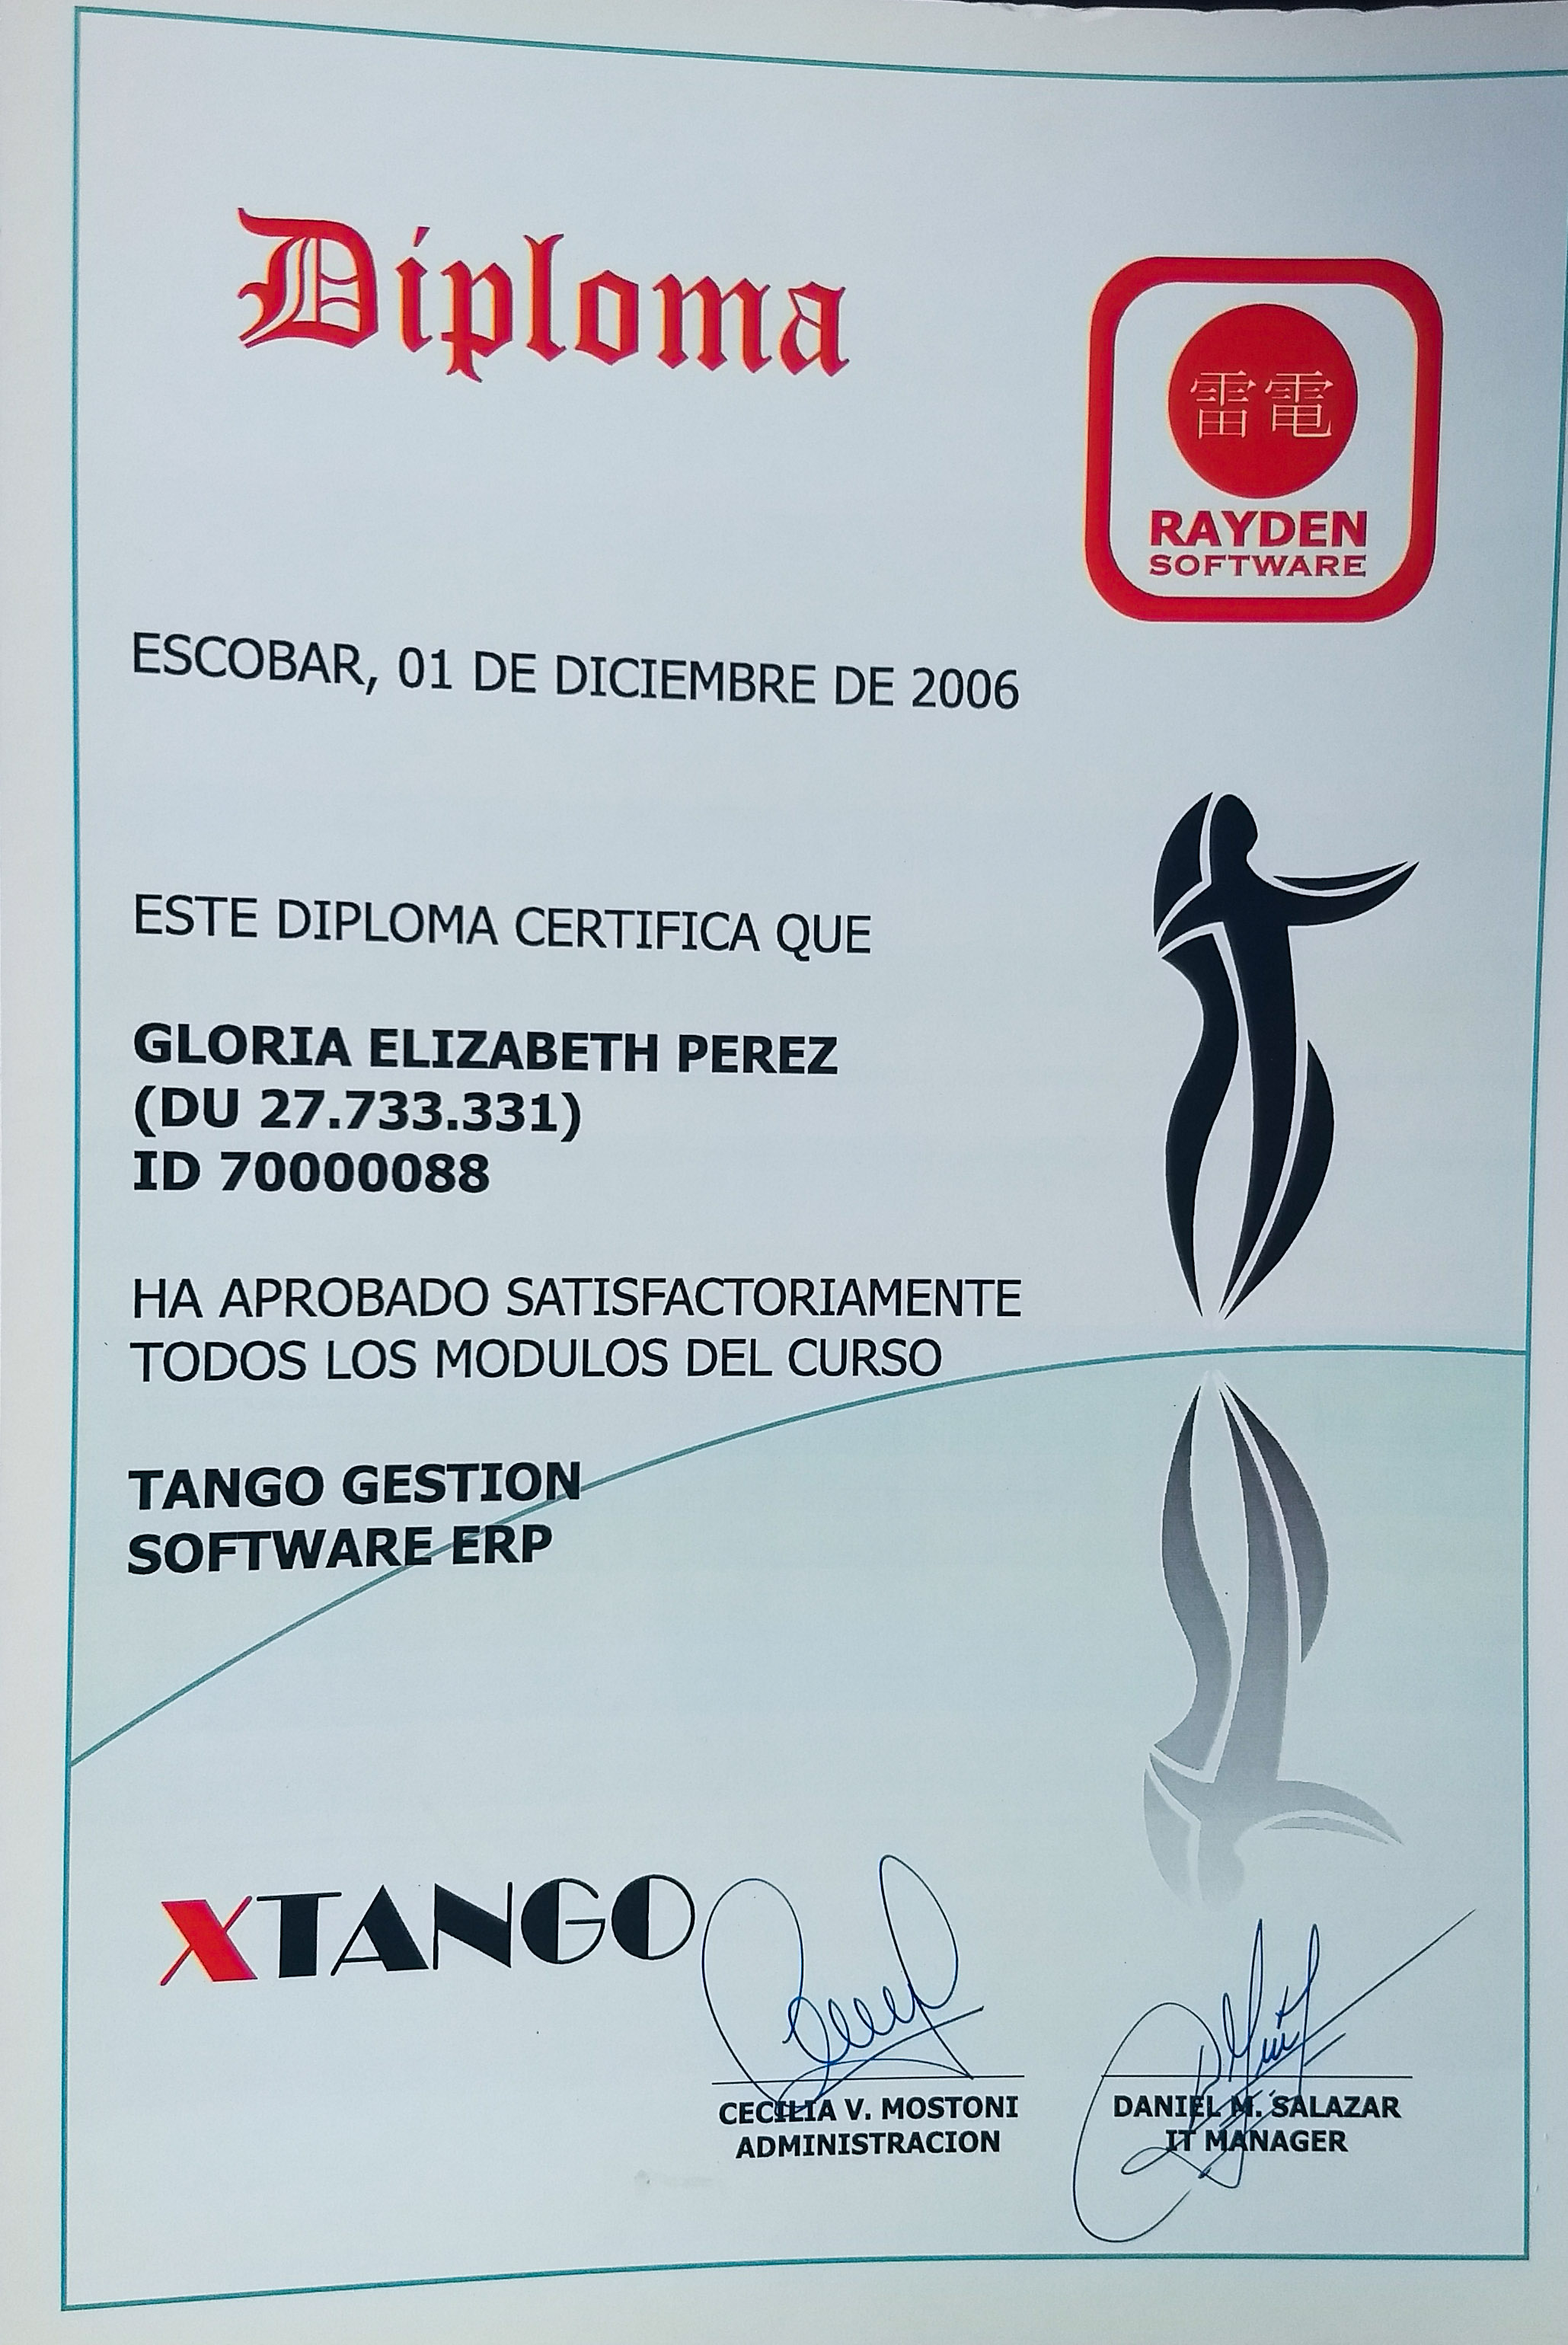 Diploma
雷電
RAYDEN
SOFTWARE
ESCOBAR, 01 DE DICIEMBRE DE 2006
ESTE DIPLOMA CERTIFICA QUE
GLORIA ELIZABETH PEREZ
(DU 27.733.331)
ID 70000088
HA APROBADO SATISFACTORIAMENTE
TODOS LOS MODULOS DEL CURSO
TANGO GESTION
SOFTWARE ERP
XTANGO
CECILIA V. MOSTONI
ADMINISTRACION
DANIEL M. SALAZAR
IT MANAGER